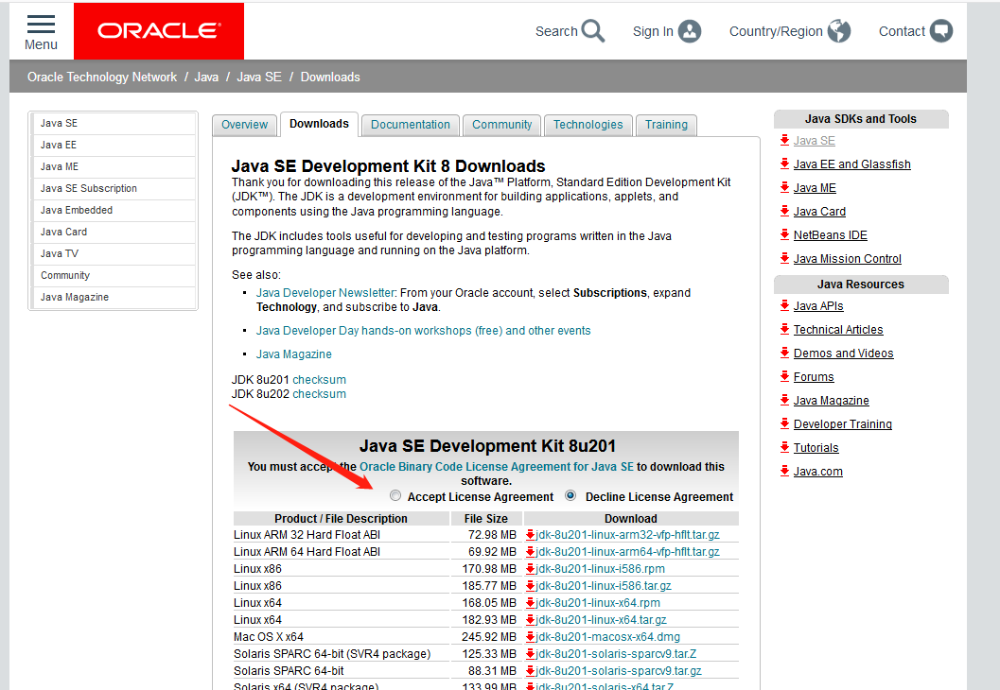 Menu
ORACLE
Search
Sign In
Country/Region
Contact
Oracle Technology Network / Java / Java SE / Downloads
Java SE
Java EE
Java ME
Java SE Subscription
Java Embedded
Java Card
Java TV
Community
Java Magazine
Overview
Downloads
Documentation
Community
Technologies
Training
Java SE Development Kit 8 Downloads
Thank you for downloading this release of the Java™ Platform, Standard Edition Development Kit
(JDK™). The JDK is a development environment for building applications, applets, and
components using the Java programming language.
The JDK includes tools useful for developing and testing programs written in the Java
programming language and running on the Java platform.
See also:
Java Developer Newsletter: From your Oracle account, select Subscriptions, expand
Technology, and subscribe to Java.
Java Developer Day hands-on workshops (free) and other events
Java Magazine
JDK 8u201 checksum
JDK 8u202 checksum
Java SE Development Kit 8u201
You must accept the Oracle Binary Code License Agreement for Java SE to download this
software.
Accept License Agreement Decline License Agreement
Product / File Description File Size Download
Linux ARM 32 Hard Float ABI 72.98 MB jdk-8u201-linux-arm32-vfp-hflt.tar.gz
Linux ARM 64 Hard Float ABI 69.92 MB jdk-8u201-linux-arm64-vfp-hflt.tar.gz
Linux x86 170.98 MB jdk-8u201-linux-i586.rpm
Linux x86 185.77 MB jdk-8u201-linux-i586.tar.gz
Linux x64 168.05 MB jdk-8u201-linux-x64.rpm
Linux x64 182.93 MB jdk-8u201-linux-x64.tar.gz
Mac OS X x64 245.92 MB jdk-8u201-macosx-x64.dmg
Solaris SPARC 64-bit (SVR4 package) 125.33 MB jdk-8u201-solaris-sparcv9.tar.Z
Solaris SPARC 64-bit 88.31 MB jdk-8u201-solaris-sparcv9.tar.gz
Solaris x64 (SVR4 package) 133.99 MB jdk-8u201-solaris-x64.tar.Z
Java SDKs and Tools
Java SE
Java EE and Glassfish
Java ME
Java Card
NetBeans IDE
Java Mission Control
Java Resources
Java APIs
Technical Articles
Demos and Videos
Forums
Java Magazine
Developer Training
Tutorials
Java.com